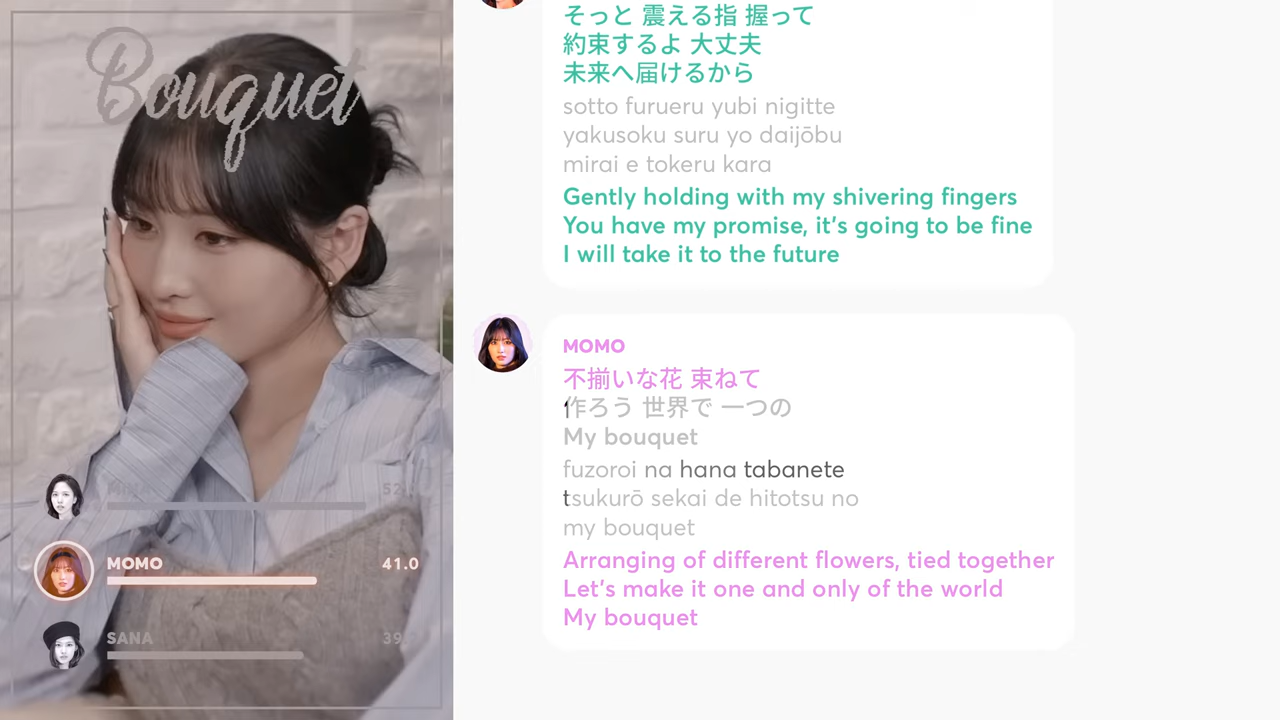 Bouquet
52
MOMO
41.0
SANA
39
そっと 震える指 握って
約束するよ 大丈夫
未来へ届けるから
sotto furueru yubi nigitte
yakusoku suru yo daijōbu
mirai e tokeru kara
Gently holding with my shivering fingers
You have my promise, it's going to be fine
I will take it to the future
MOMO
不揃いな花 束ねて
作ろう 世界で 一つの
My bouquet
fuzoroi na hana tabanete
tsukurō sekai de hitotsu no
my bouquet
Arranging of different flowers, tied together
Let's make it one and only of the world
My bouquet